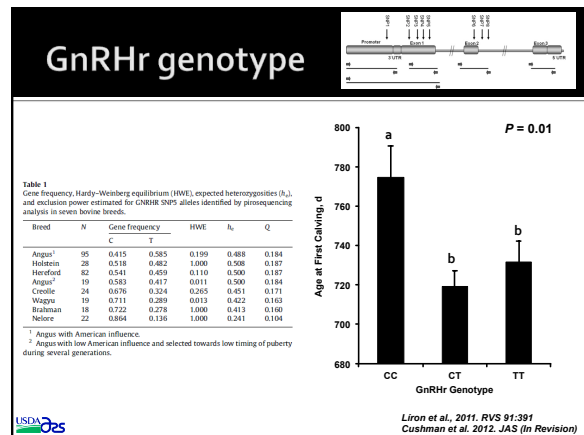 GnRHr genotype
SNP1
SNP2
SNP3
SNP4
SNP5
SNP6
SNP7
SNP8
Promoter
Exon 1
Exon 2
Exon 3
Table 1
Gene frequency, Hardy–Weinberg equilibrium (HWE), expected heterozygosities (he),
and exclusion power estimated for GNRHR SNP5 alleles identified by pirosequencing
analysis in seven bovine breeds.
Breed N Gene frequency HWE he Q
C T
Angus1 95 0.415 0.585 0.199 0.488 0.184
Holstein 28 0.518 0.482 1.000 0.508 0.187
Hereford 82 0.541 0.459 0.110 0.500 0.187
Angus2 19 0.583 0.417 0.011 0.500 0.184
Creolle 24 0.676 0.324 0.265 0.451 0.171
Wagyu 19 0.711 0.289 0.013 0.422 0.163
Brahman 18 0.722 0.278 1.000 0.413 0.160
Nelore 22 0.864 0.136 1.000 0.241 0.104
1 Angus with American influence.
2 Angus with low American influence and selected towards low timing of puberty
during several generations.
P = 0.01
Age at First Calving, d
800
780
760
740
720
700
680
a
b
b
CC CT TT
GnRHr Genotype
USDA ars
Liron et al., 2011. RVS 91:391
Cushman et al. 2012. JAS (In Revision)